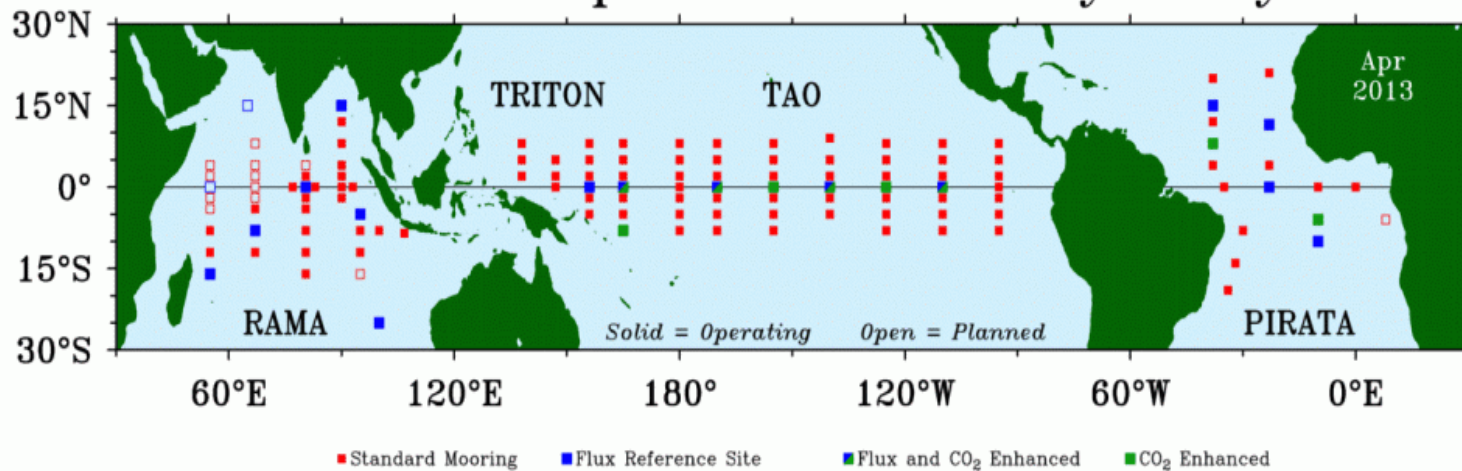 30°N
15°N
0°
15°S
30°S
TRITON
TAO
Apr
2013
RAMA
Solid = Operating Open = Planned
PIRATA
60°E 120°E 180° 120°W 60°W 0°E
Standard Mooring Flux Reference Site Flux and CO₂ Enhanced CO₂ Enhanced